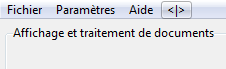 Fichier Paramètres Aide <|>
Affichage et traitement de documents